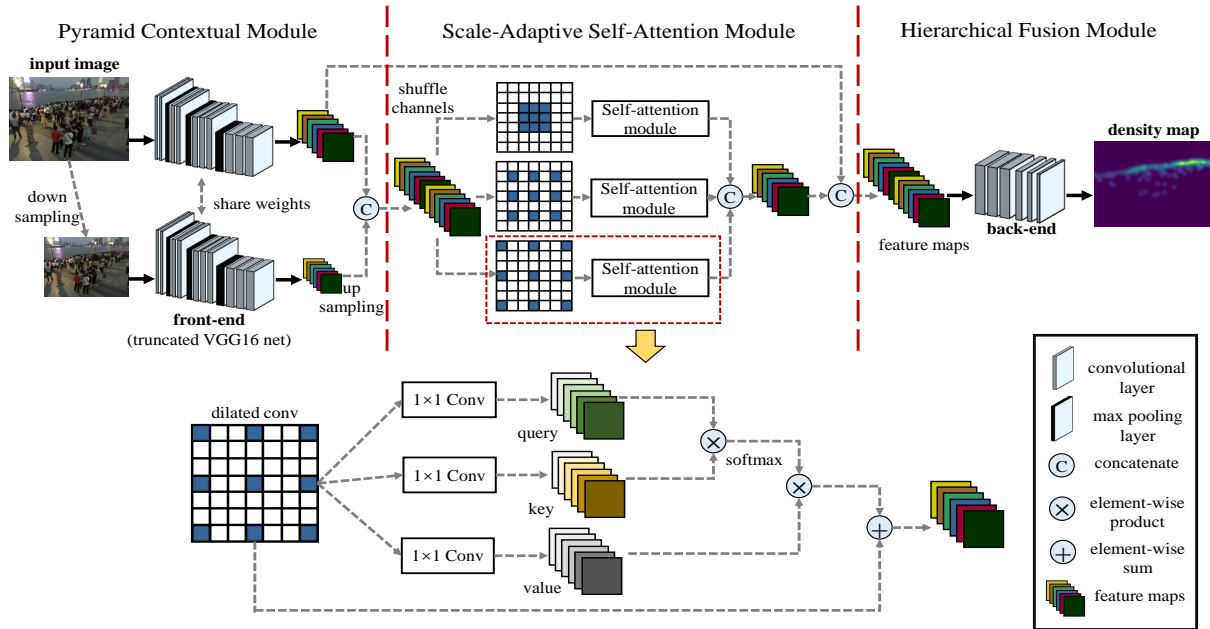 Pyramid Contextual Module
Scale-Adaptive Self-Attention Module
Hierarchical Fusion Module
input image
down
sampling
share weights
front-end
(truncated VGG16 net)
up
sampling
C
shuffle
channels
Self-attention
module
Self-attention
module
Self-attention
module
C
C
feature maps
back-end
density map
dilated conv
1×1 Conv
1×1 Conv
1×1 Conv
query
key
value
×
softmax
×
+
convolutional
layer
max pooling
layer
C
concatenate
×
element-wise
product
+
element-wise
sum
feature maps